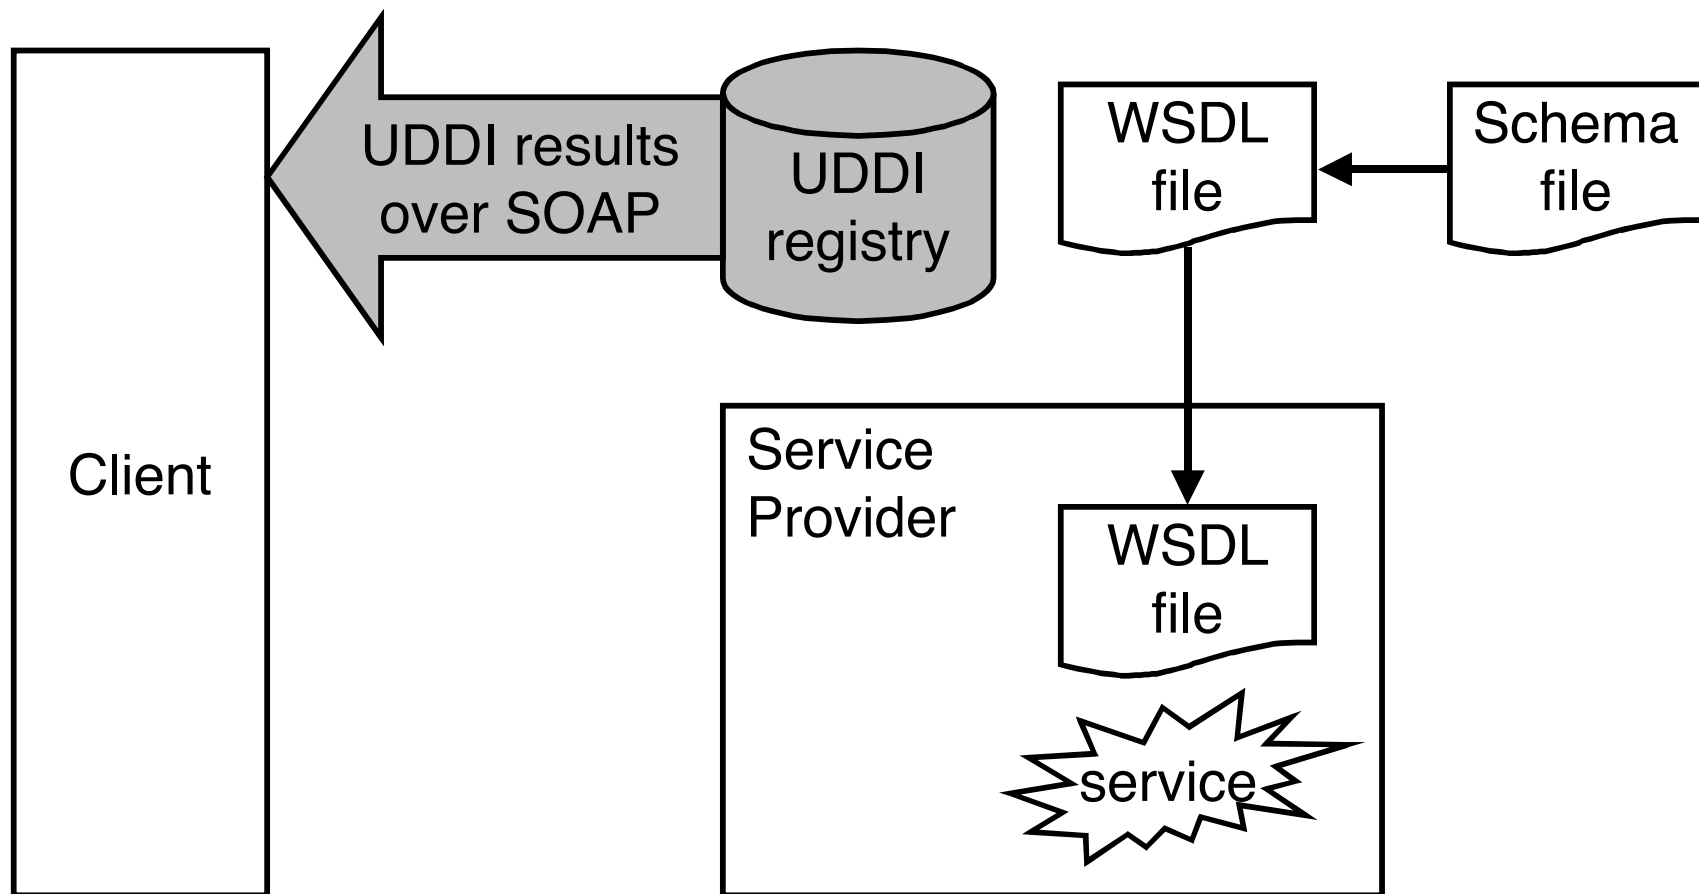 UDDI results
over SOAP
UDDI
registry
WSDL
file
Schema
file
Client
Service
Provider
WSDL
file
service